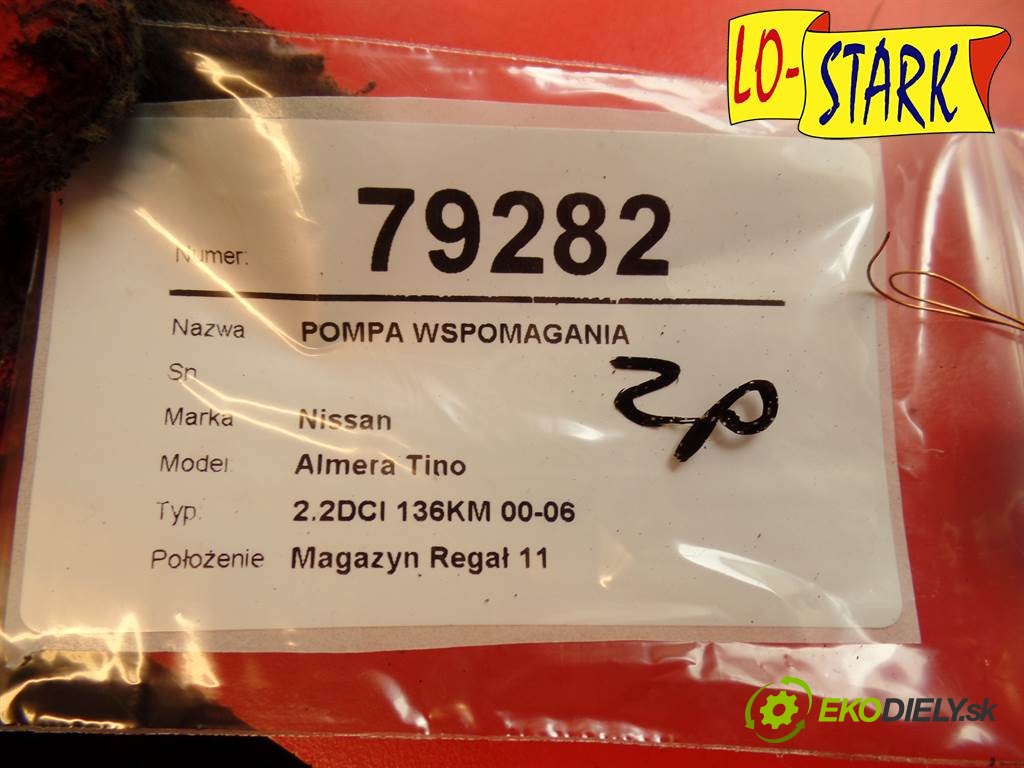 LO-STARK
Numer: 79282
Nazwa POMPA WSPOMAGANIA
Sn
Marka Nissan
Model: Almera Tino
Typ: 2.2DCI 136KM 00-06
Położenie Magazyn Regał 11
EKODIELY.sk